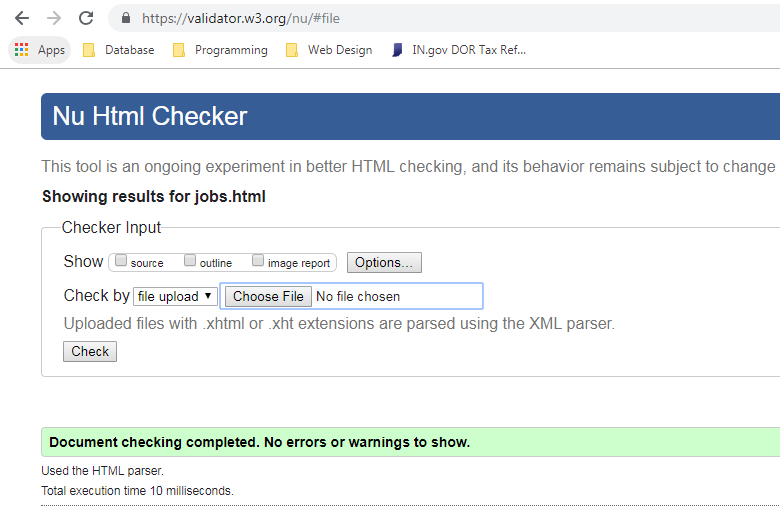 https://validator.w3.org/nu/#file
Apps Database Programming Web Design IN.gov DOR Tax Ref...
Nu Html Checker
This tool is an ongoing experiment in better HTML checking, and its behavior remains subject to change
Showing results for jobs.html
Checker Input
Show source outline image report Options...
Check by file upload Choose File No file chosen
Uploaded files with .xhtml or .xht extensions are parsed using the XML parser.
Check
Document checking completed. No errors or warnings to show.
Used the HTML parser.
Total execution time 10 milliseconds.